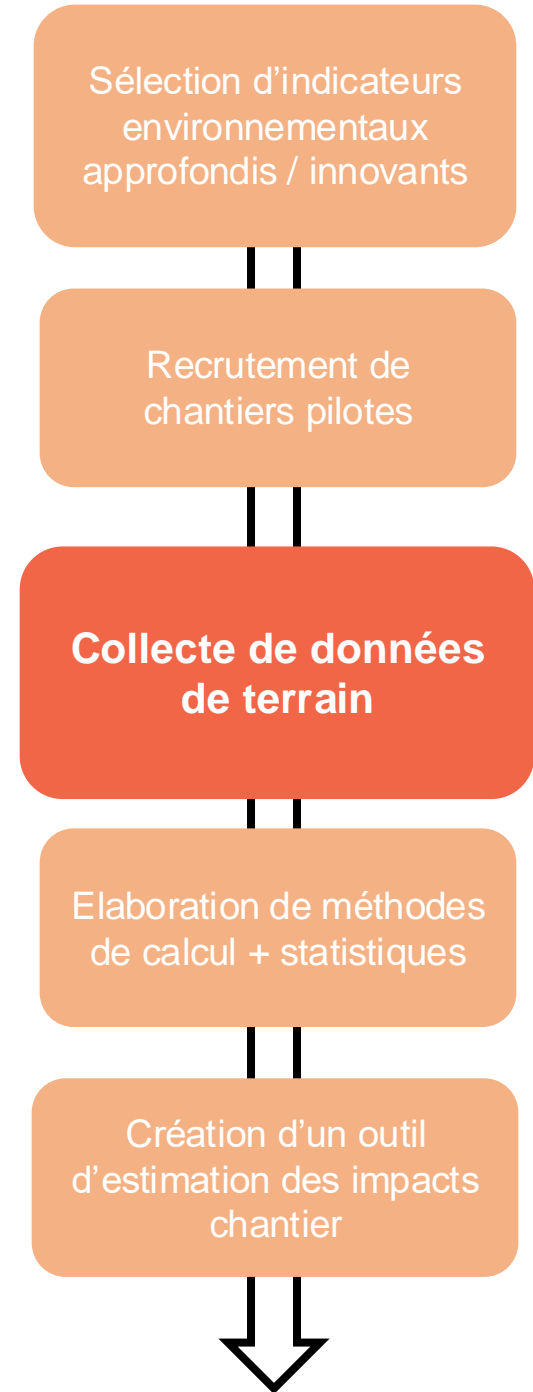 Sélection d’indicateurs
environnementaux
approfondis / innovants
Recrutement de
chantiers pilotes
Collecte de données
de terrain
Elaboration de méthodes
de calcul + statistiques
Création d’un outil
d’estimation des impacts
chantier